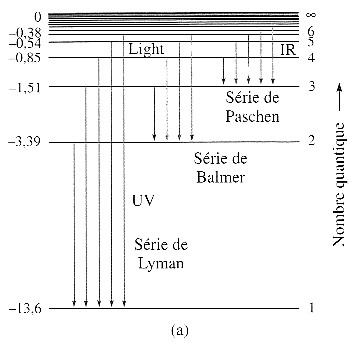 0 ∞
−0,38 6
−0,54 5
Light IR
−0,85 4
−1,51 3
Série de
Paschen
−3,39 2
Série de
Balmer
UV
Série de
Lyman
−13,6 1
Nombre quantique
(a)